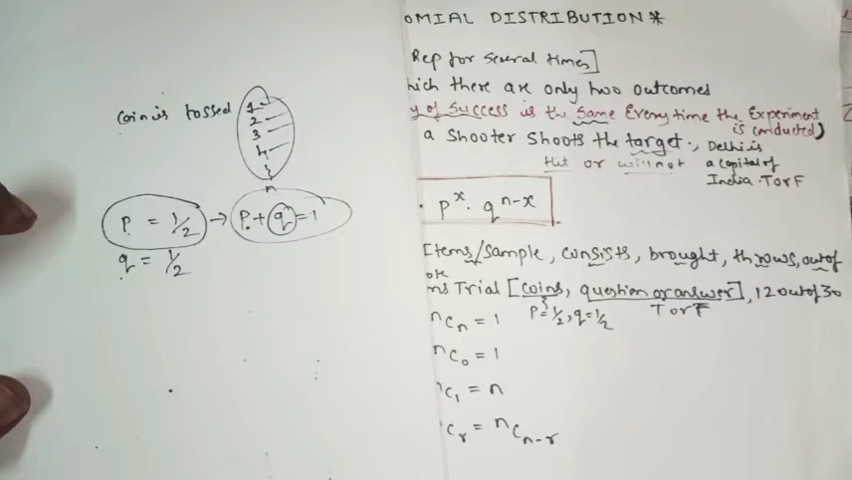 coin is tossed 1
2
3
4
n
p = 1/2 → p + q = 1
q = 1/2
OMIAL DISTRIBUTION*
Rep for several times]
hich there are only two outcomes
y of Success is the Same Every time the Experiment
is conducted)
a Shooter Shoots the target., Delhi is
Hit or will not a capital of
India. T or F
. p^x . q^n-x
Items/sample, consists, brought, throws, out of
ns Trial [coins, question or answer], 12 out of 30
nCn = 1 P=1/2, q=1/2 T or F
nC0 = 1
C1 = n
Cr = nCn-r